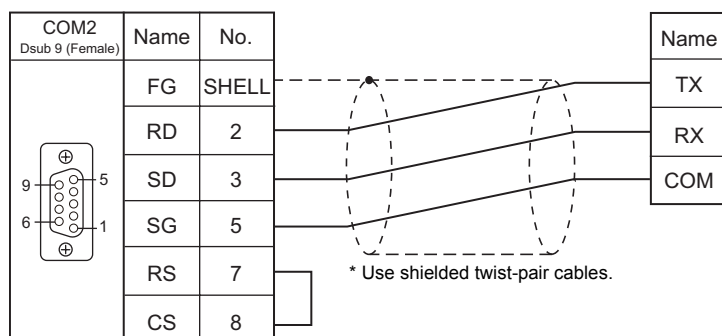 COM2
Dsub 9 (Female)
Name No.
Name
FG SHELL
TX
RD 2
RX
SD 3
COM
9 5
6 1
SG 5
* Use shielded twist-pair cables.
RS 7
CS 8